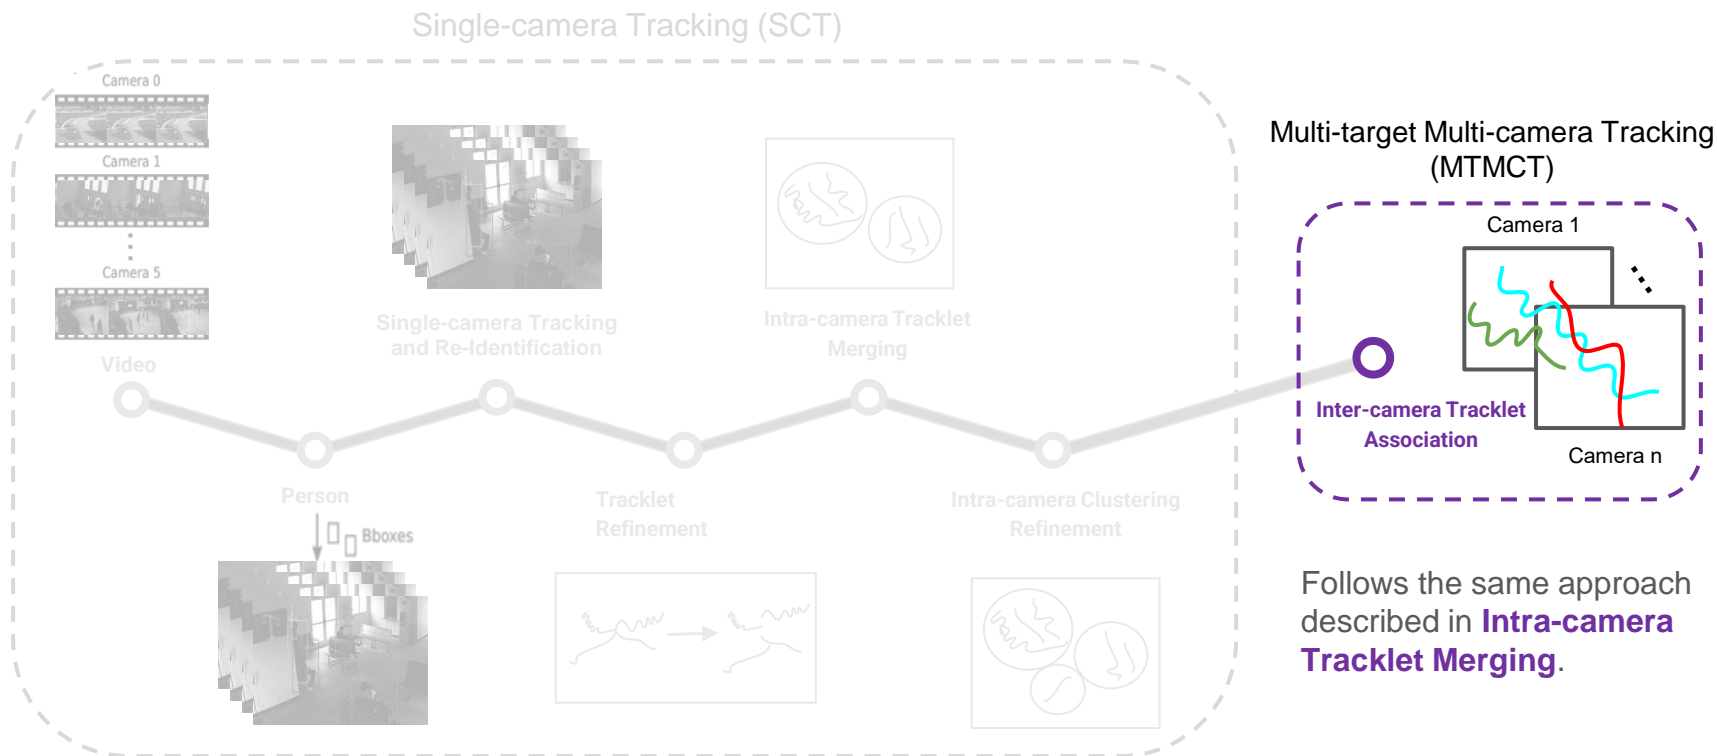 Single-camera Tracking (SCT)
Camera 0
Camera 1
Camera 5
Video
Single-camera Tracking
and Re-Identification
Intra-camera Tracklet
Merging
Person
Bboxes
Tracklet
Refinement
Intra-camera Clustering
Refinement
Multi-target Multi-camera Tracking
(MTMCT)
Camera 1
Inter-camera Tracklet
Association
Camera n
Follows the same approach
described in Intra-camera
Tracklet Merging.